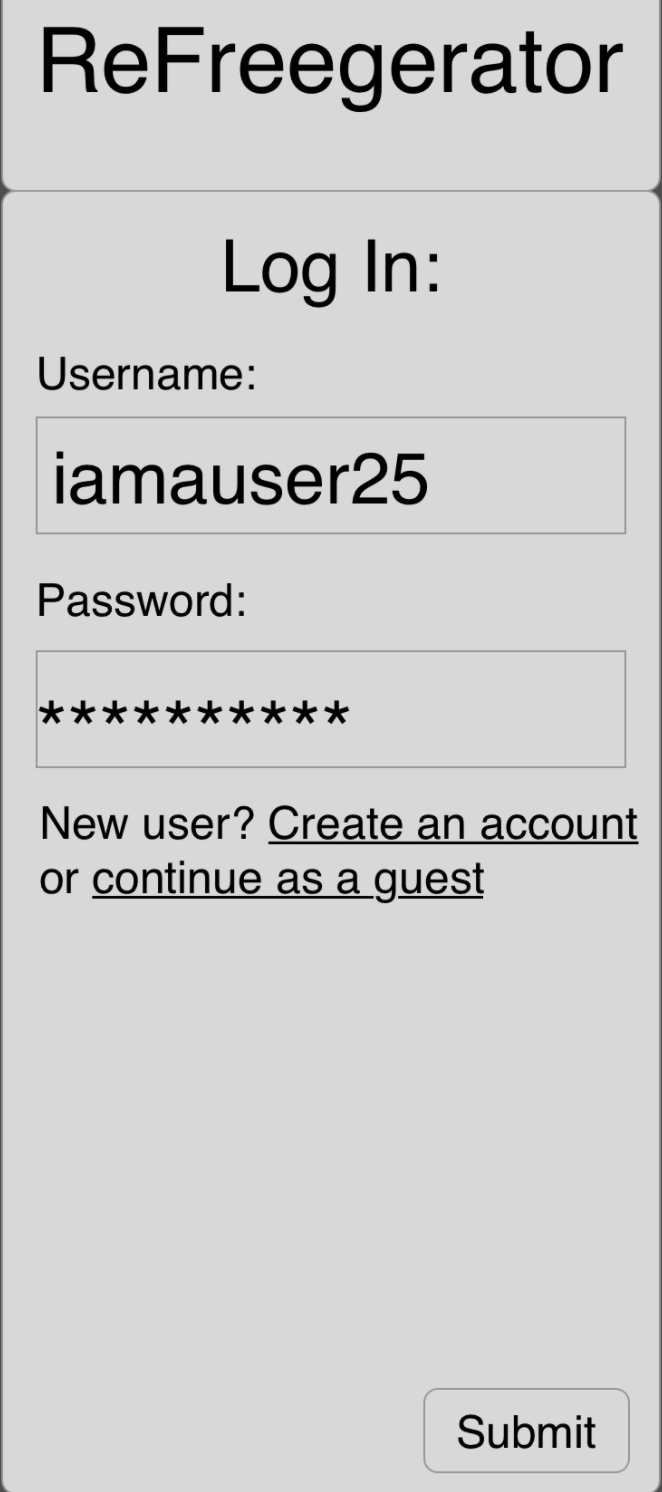 ReFreegerator
Log In:
Username:
iamauser25
Password:
**********
New user? Create an account
or continue as a guest
Submit